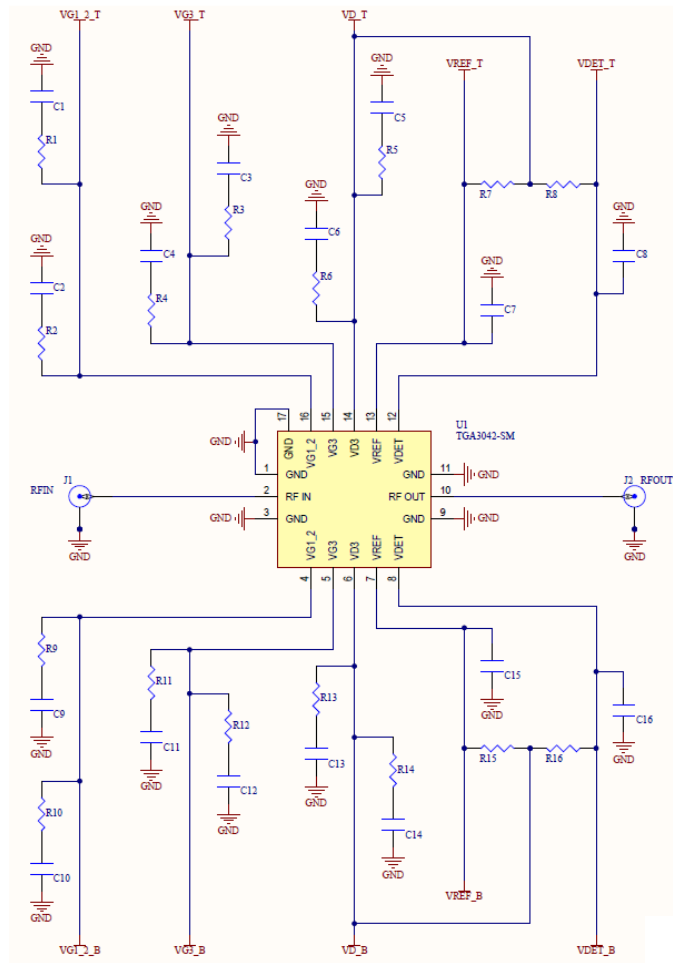 VG1_2_T VG3_T VD_T
GND GND VREF_T VDET_T
C1 C5
GND
R1 R5
C3
R7 R8
GND R3 GND GND
GND C6
C4 C8
GND
C2
R6
R4 C7
R2
17 16 15 14 13 12
U1
TGA3042-SM
GND VG1_2 VG3 VD3 VREF VDET
GND 1 GND GND 11 GND
RFIN J1 2 RF IN RF OUT 10 J2 RFOUT
GND 3 GND GND 9 GND
GND GND
VG1_2 VG3 VD3 VREF VDET
4 5 6 7 8
R9
R11 C15
R13
C9 GND C16
R12
GND C11 C13 R15 R16 GND
R14
GND C12 GND
R10
GND C14
C10 GND
VREF_B
GND
VG1_2_B VG3_B VD_B VDET_B